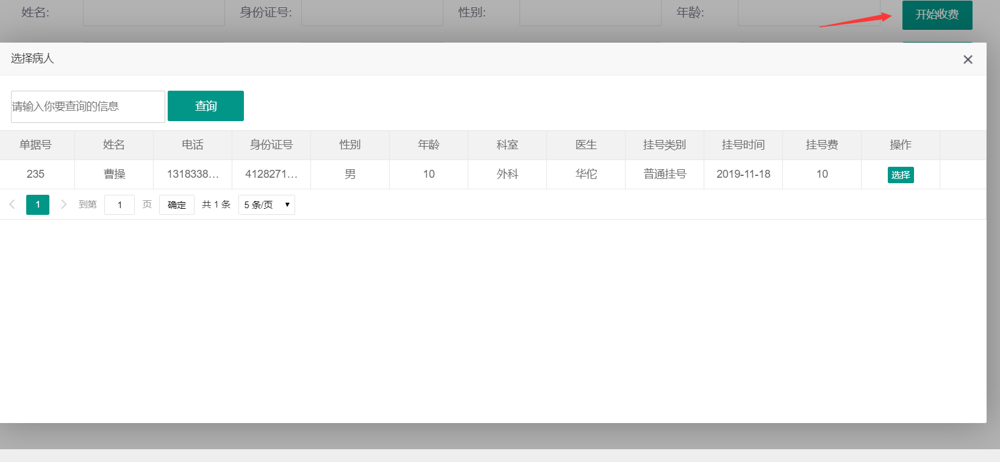 姓名: 身份证号: 性别: 年龄: 开始收费
选择病人
请输入你要查询的信息 查询
单据号 姓名 电话 身份证号 性别 年龄 科室 医生 挂号类别 挂号时间 挂号费 操作
235 曹操 1318338... 4128271... 男 10 外科 华佗 普通挂号 2019-11-18 10 选择
1 到第 1 页 确定 共 1 条 5 条/页